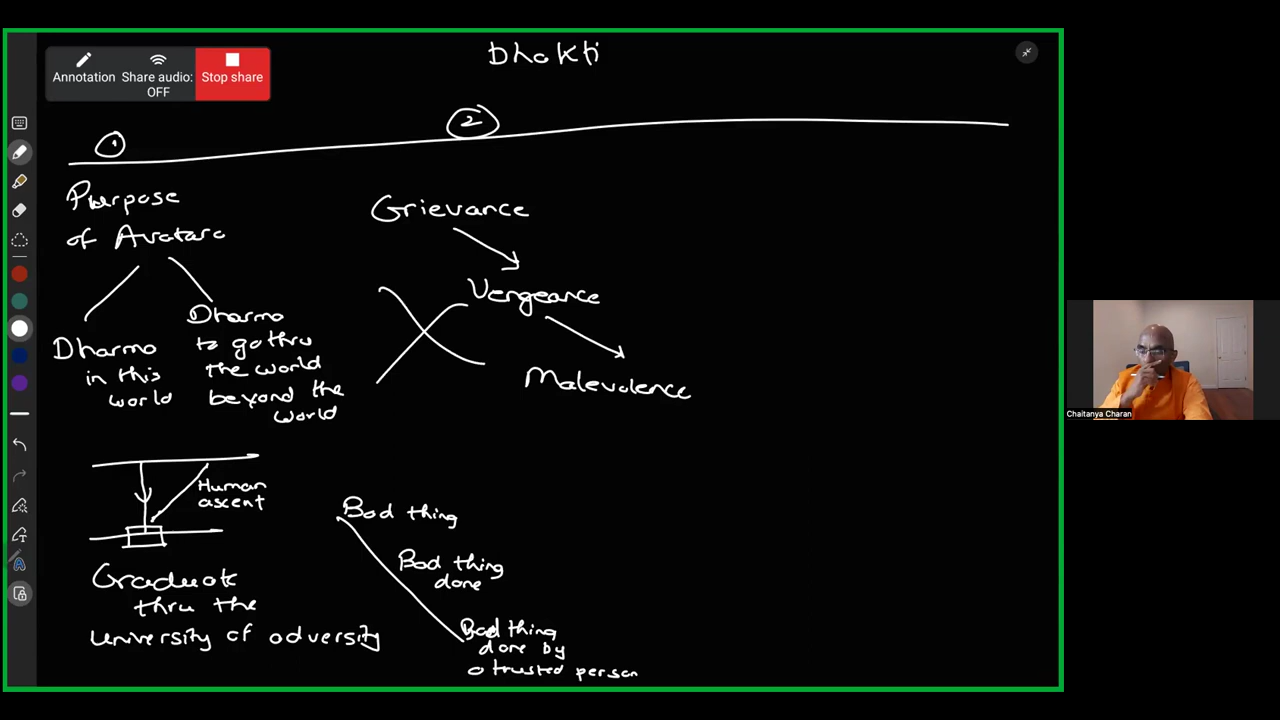 Dhakti
Annotation
Share audio: OFF
Stop share
1
2
Purpose
of Avatara
Dharma
in this
world
Dharma
to go thru
the world
beyond the
world
Human
ascent
Graduate
thru the
University of adversity
Grievance
Vengeance
Malevolence
Bad thing
Bad thing
done
Bad thing
done by
a trusted person
Chaitanya Charan